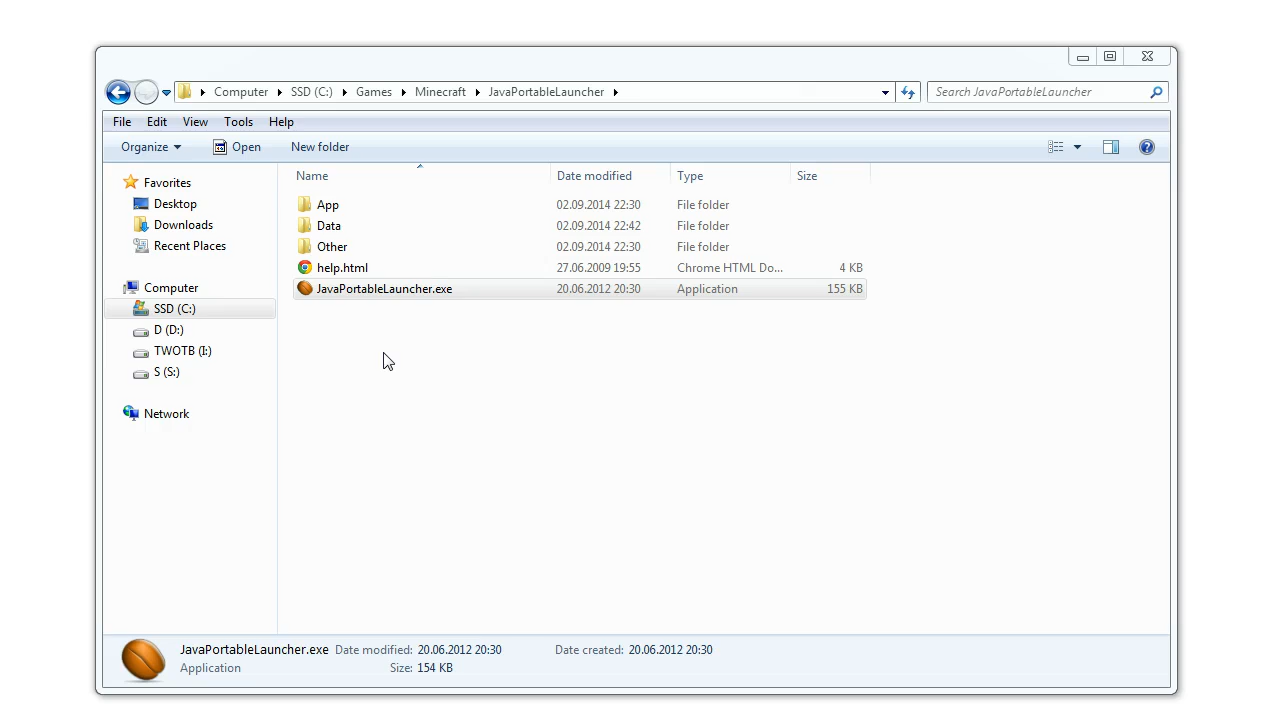 Computer SSD (C:) Games Minecraft JavaPortableLauncher Search JavaPortableLauncher
File Edit View Tools Help
Organize Open New folder
Name Date modified Type Size
Favorites
Desktop
Downloads
Recent Places
Computer
SSD (C:)
D (D:)
TWOTB (I:)
S (S:)
Network
App 02.09.2014 22:30 File folder
Data 02.09.2014 22:42 File folder
Other 02.09.2014 22:30 File folder
help.html 27.06.2009 19:55 Chrome HTML Do... 4 KB
JavaPortableLauncher.exe 20.06.2012 20:30 Application 155 KB
JavaPortableLauncher.exe Date modified: 20.06.2012 20:30 Date created: 20.06.2012 20:30
Application Size: 154 KB